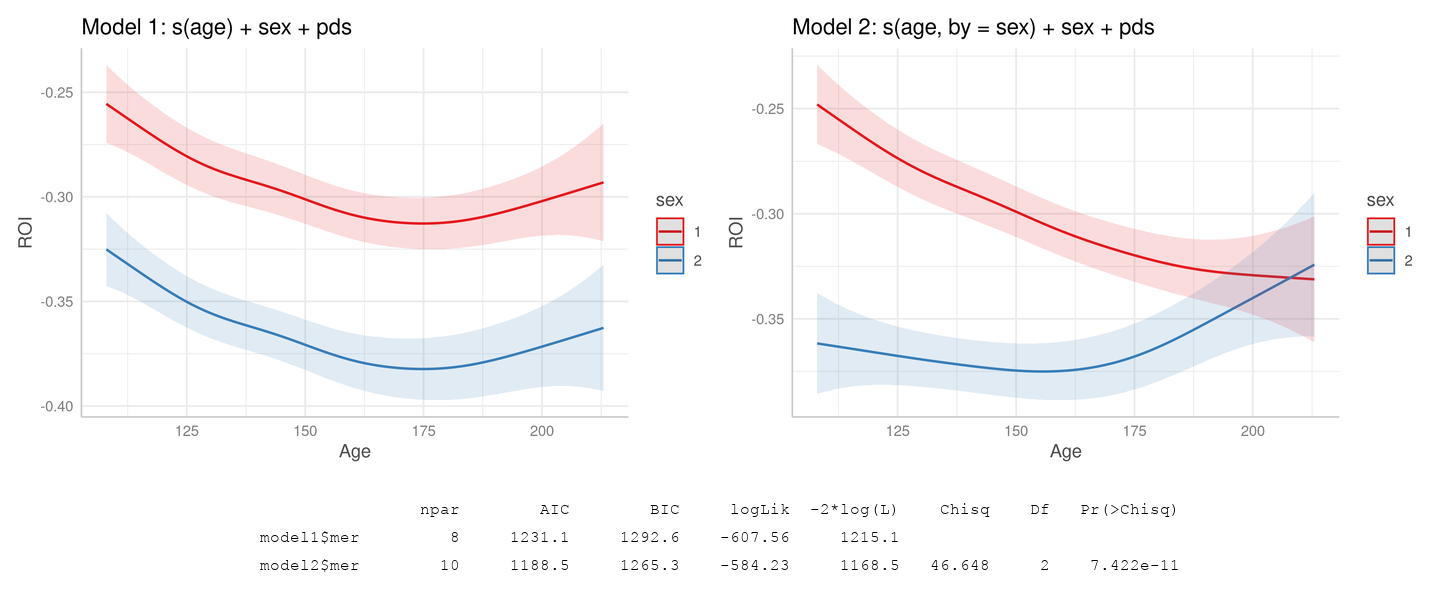 Model 1: s(age) + sex + pds
-0.25
-0.30
-0.35
-0.40
ROI
125 150 175 200
Age
sex
1
2
Model 2: s(age, by = sex) + sex + pds
-0.25
-0.30
-0.35
ROI
125 150 175 200
Age
sex
1
2
npar AIC BIC logLik -2*log(L) Chisq Df Pr(>Chisq)
model1$mer 8 1231.1 1292.6 -607.56 1215.1
model2$mer 10 1188.5 1265.3 -584.23 1168.5 46.648 2 7.422e-11